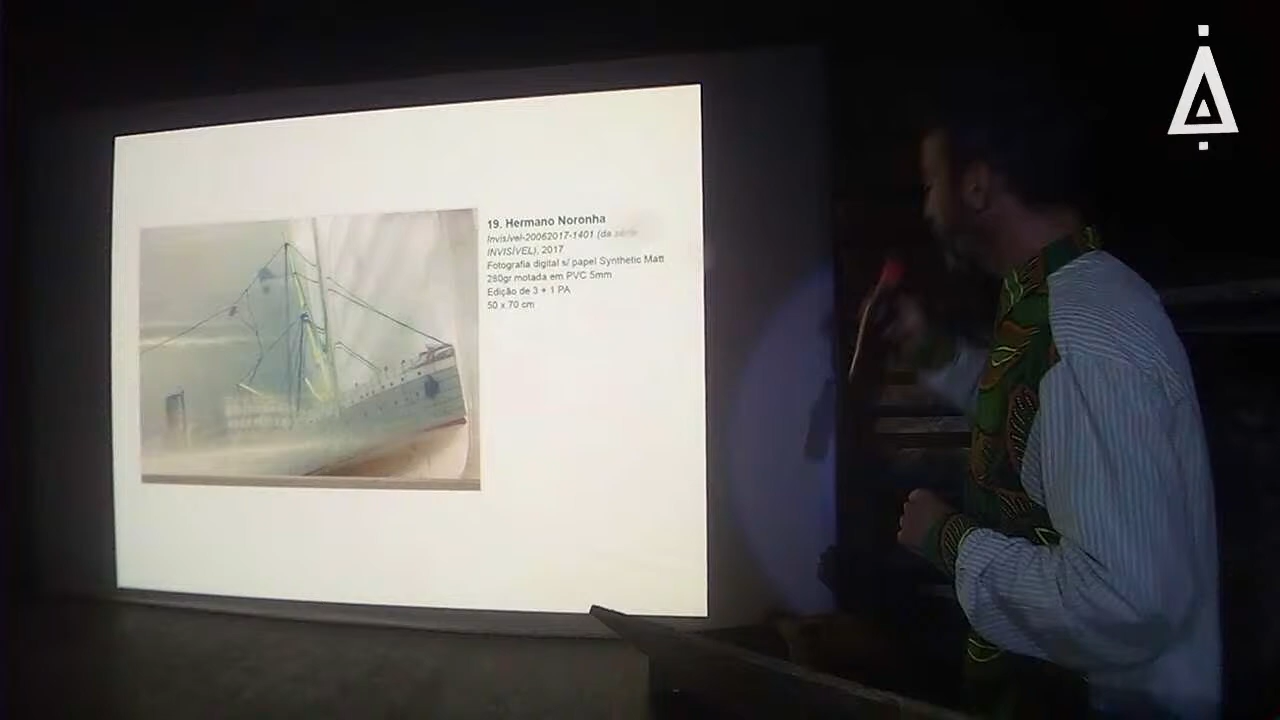 19. Hermano Noronha
Invisível-20062017-1401 (da série
INVISÍVEL), 2017
Fotografia digital s/ papel Synthetic Matt
280gr motada em PVC 5mm
Edição de 3 + 1 PA
50 x 70 cm